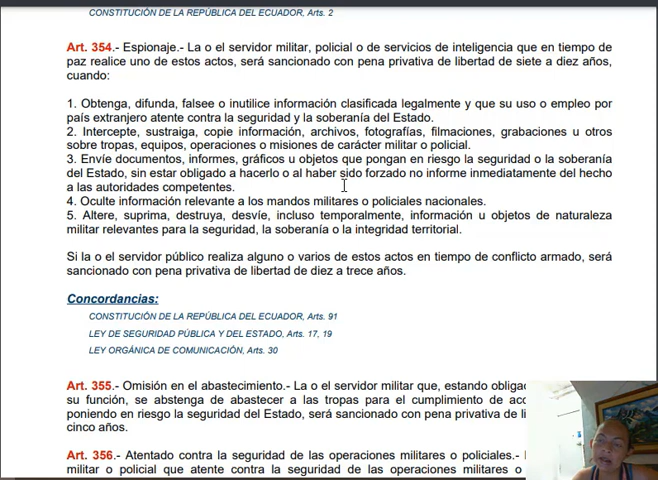 CONSTITUCIÓN DE LA REPÚBLICA DEL ECUADOR, Arts. 2
Art. 354.- Espionaje.- La o el servidor militar, policial o de servicios de inteligencia que en tiempo de
paz realice uno de estos actos, será sancionado con pena privativa de libertad de siete a diez años,
cuando:
1. Obtenga, difunda, falsee o inutilice información clasificada legalmente y que su uso o empleo por
país extranjero atente contra la seguridad y la soberanía del Estado.
2. Intercepte, sustraiga, copie información, archivos, fotografías, filmaciones, grabaciones u otros
sobre tropas, equipos, operaciones o misiones de carácter militar o policial.
3. Envíe documentos, informes, gráficos u objetos que pongan en riesgo la seguridad o la soberanía
del Estado, sin estar obligado a hacerlo o al haber sido forzado no informe inmediatamente del hecho
a las autoridades competentes.
4. Oculte información relevante a los mandos militares o policiales nacionales.
5. Altere, suprima, destruya, desvíe, incluso temporalmente, información u objetos de naturaleza
militar relevantes para la seguridad, la soberanía o la integridad territorial.
Si la o el servidor público realiza alguno o varios de estos actos en tiempo de conflicto armado, será
sancionado con pena privativa de libertad de diez a trece años.
Concordancias:
CONSTITUCIÓN DE LA REPÚBLICA DEL ECUADOR, Arts. 91
LEY DE SEGURIDAD PÚBLICA Y DEL ESTADO, Arts. 17, 19
LEY ORGÁNICA DE COMUNICACIÓN, Arts. 30
Art. 355.- Omisión en el abastecimiento.- La o el servidor militar que, estando obligad
su función, se abstenga de abastecer a las tropas para el cumplimiento de acc
poniendo en riesgo la seguridad del Estado, será sancionado con pena privativa de li
cinco años.
Art. 356.- Atentado contra la seguridad de las operaciones militares o policiales.-
militar o policial que atente contra la seguridad de las operaciones militares o